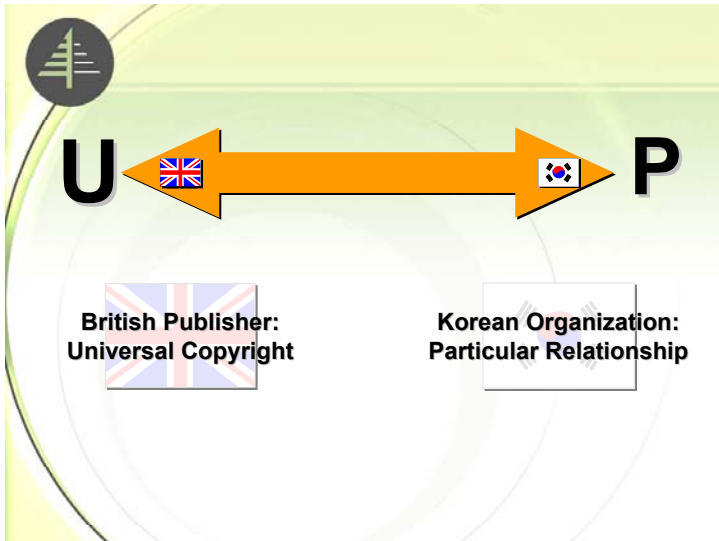 U
P
British Publisher:
Universal Copyright
Korean Organization:
Particular Relationship